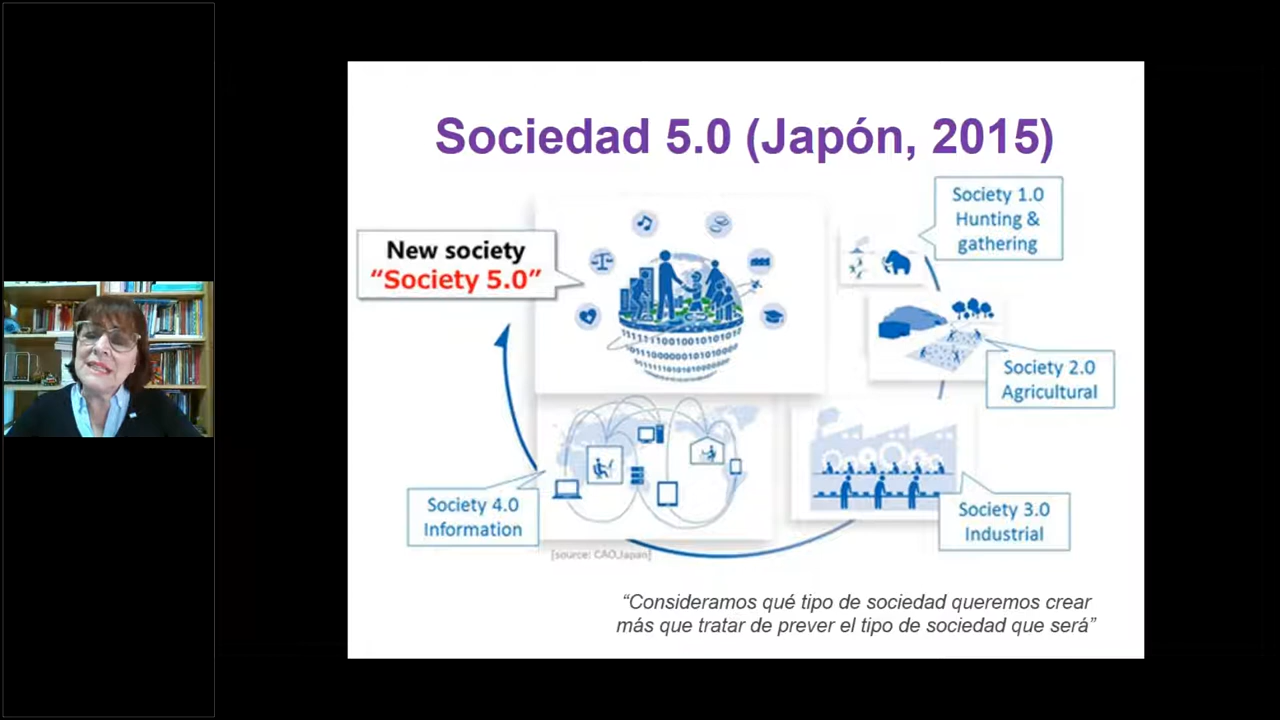 Sociedad 5.0 (Japón, 2015)
Society 1.0
Hunting &
gathering
New society
“Society 5.0”
Society 2.0
Agricultural
Society 4.0
Information
Society 3.0
Industrial
[source: CAO,Japan]
“Consideramos qué tipo de sociedad queremos crear
más que tratar de prever el tipo de sociedad que será”